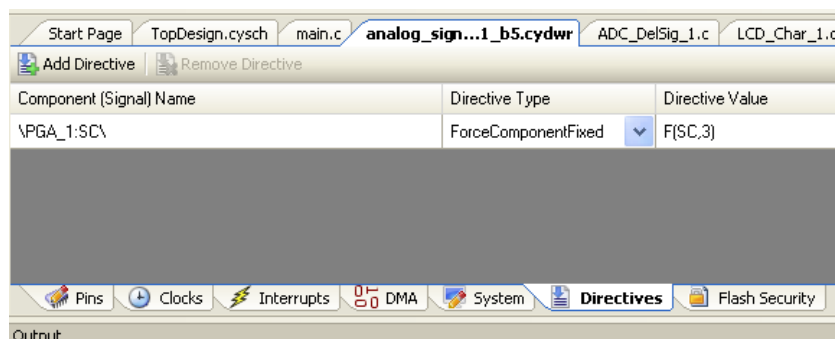 Start Page TopDesign.cysch main.c analog_sign...1_b5.cydwr ADC_DelSig_1.c LCD_Char_1.c
Add Directive Remove Directive
Component (Signal) Name Directive Type Directive Value
\PGA_1:SC\ ForceComponentFixed F(SC,3)
Pins Clocks Interrupts DMA System Directives Flash Security
Output